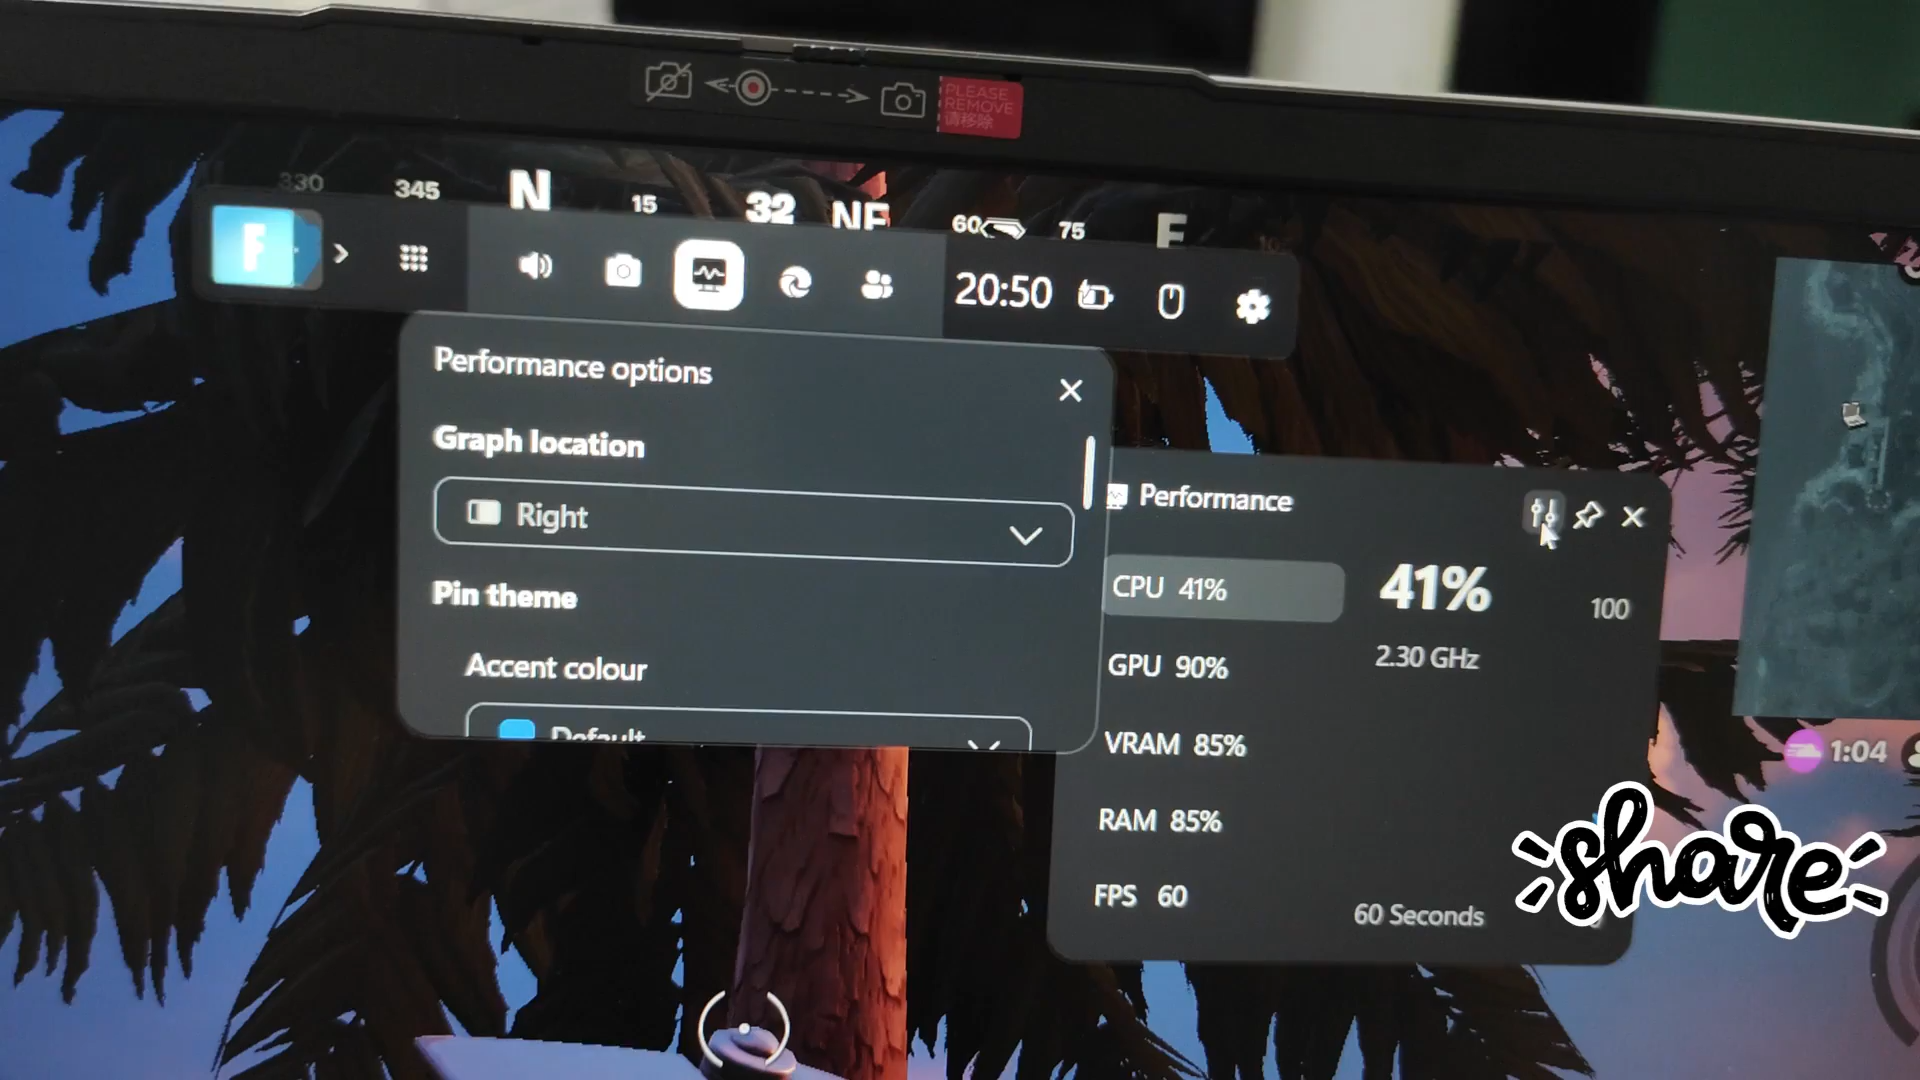 PLEASE
REMOVE
请移除
330
345
N
15
32
NE
60
75
E
F
20:50
Performance options
Graph location
Right
Pin theme
Accent colour
Default
Performance
CPU 41%
41%
100
2.30 GHz
GPU 90%
VRAM 85%
RAM 85%
FPS 60
60 Seconds
1:04
share